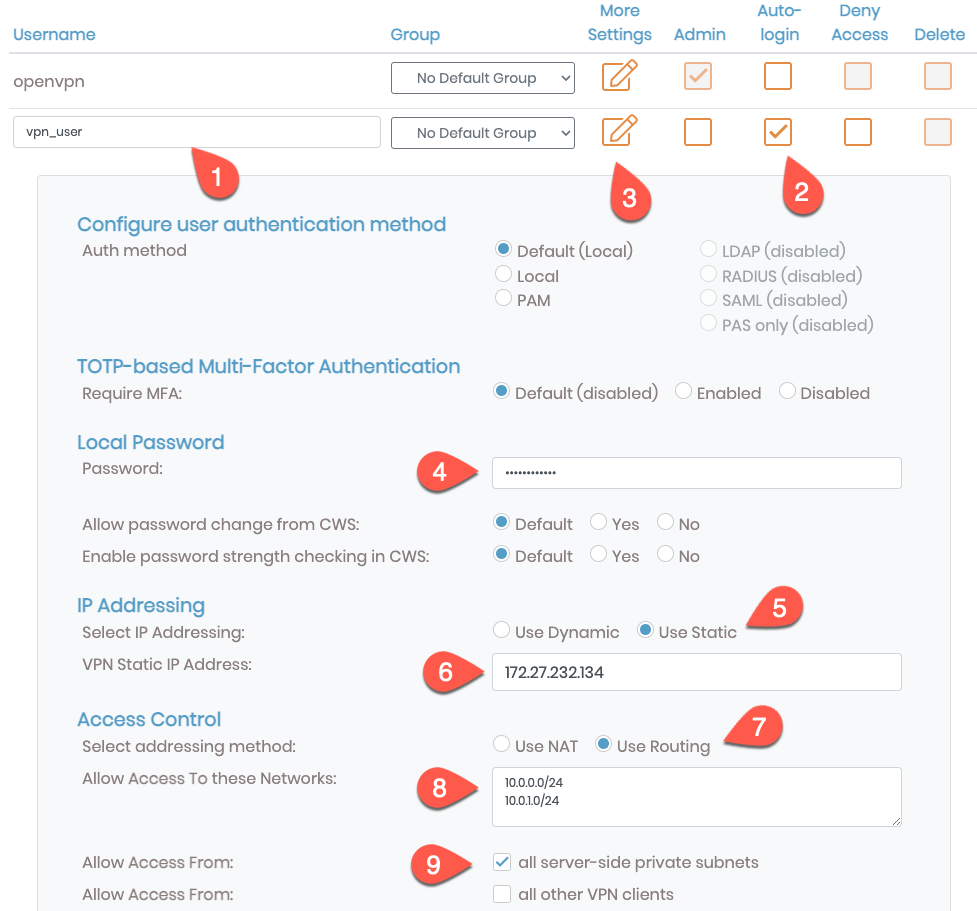 Username Group More Settings Admin Auto-login Deny Access Delete
openvpn No Default Group
vpn_user No Default Group
1 3 2
Configure user authentication method
Auth method Default (Local) LDAP (disabled)
Local RADIUS (disabled)
PAM SAML (disabled)
PAS only (disabled)
TOTP-based Multi-Factor Authentication
Require MFA: Default (disabled) Enabled Disabled
Local Password
Password: 4 ••••••••••••
Allow password change from CWS: Default Yes No
Enable password strength checking in CWS: Default Yes No
IP Addressing
Select IP Addressing: Use Dynamic Use Static 5
VPN Static IP Address: 6 172.27.232.134
Access Control
Select addressing method: Use NAT Use Routing 7
Allow Access To these Networks: 8 10.0.0.0/24
10.0.1.0/24
Allow Access From: 9 all server-side private subnets
Allow Access From: all other VPN clients